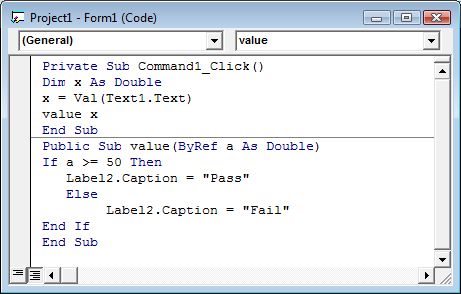 Project1 - Form1 (Code)
(General) value
Private Sub Command1_Click()
Dim x As Double
x = Val(Text1.Text)
value x
End Sub
Public Sub value(ByRef a As Double)
If a >= 50 Then
Label2.Caption = "Pass"
Else
Label2.Caption = "Fail"
End If
End Sub